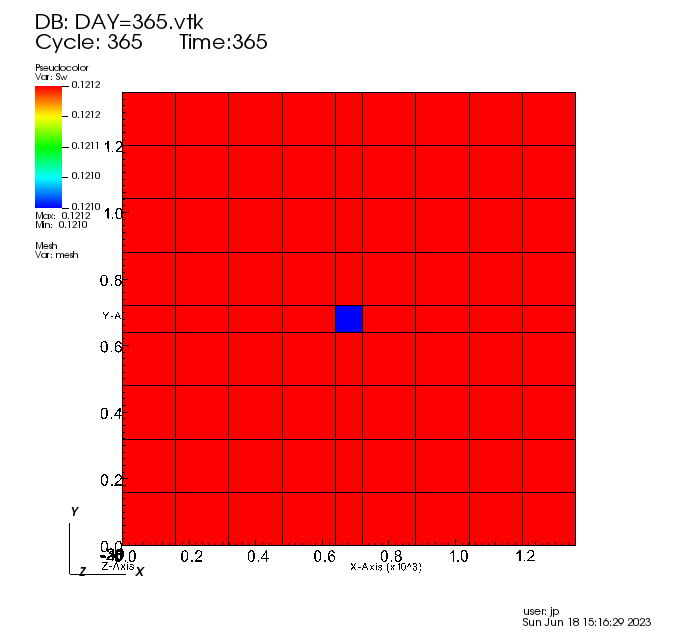 DB: DAY=365.vtk
Cycle: 365 Time:365
Pseudocolor
Var: Sw
0.1212
0.1212
0.1211
0.1210
0.1210
Max: 0.1212
Min: 0.1210
Mesh
Var: mesh
1.2
1.0
0.8
Y-A
0.6
0.4
0.2
0.0
0.0 0.2 0.4 0.6 0.8 1.0 1.2
Z-Axis
X-Axis (x10^3)
Y
Z
X
user: jp
Sun Jun 18 15:16:29 2023